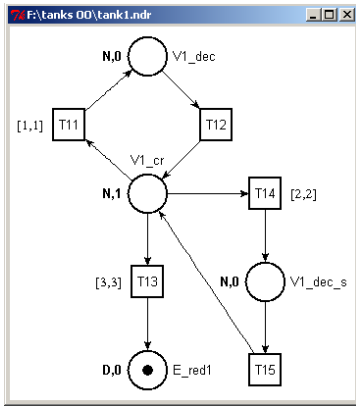 F:\tanks 00\tank1.ndr
N,0 V1_dec
[1,1] T11 T12
V1_cr
N,1 T14 [2,2]
[3,3] T13 N,0 V1_dec_s
D,0 E_red1 T15